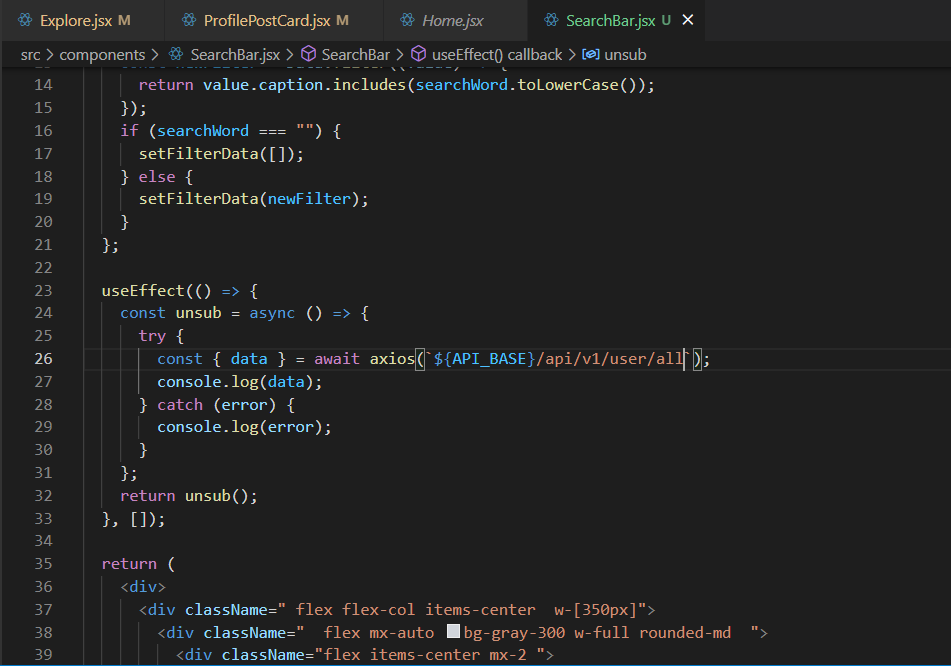 Explore.jsx M ProfilePostCard.jsx M Home.jsx SearchBar.jsx U ×
src > components > SearchBar.jsx > SearchBar > useEffect() callback > unsub
14 return value.caption.includes(searchWord.toLowerCase());
15 });
16 if (searchWord === "") {
17 setFilterData([]);
18 } else {
19 setFilterData(newFilter);
20 }
21 };
22
23 useEffect(() => {
24 const unsub = async () => {
25 try {
26 const { data } = await axios(`${API_BASE}/api/v1/user/all`);
27 console.log(data);
28 } catch (error) {
29 console.log(error);
30 }
31 };
32 return unsub();
33 }, []);
34
35 return (
36 <div>
37 <div className=" flex flex-col items-center  w-[350px]">
38 <div className="  flex mx-auto bg-gray-300 w-full rounded-md  ">
39 <div className="flex items-center mx-2 ">